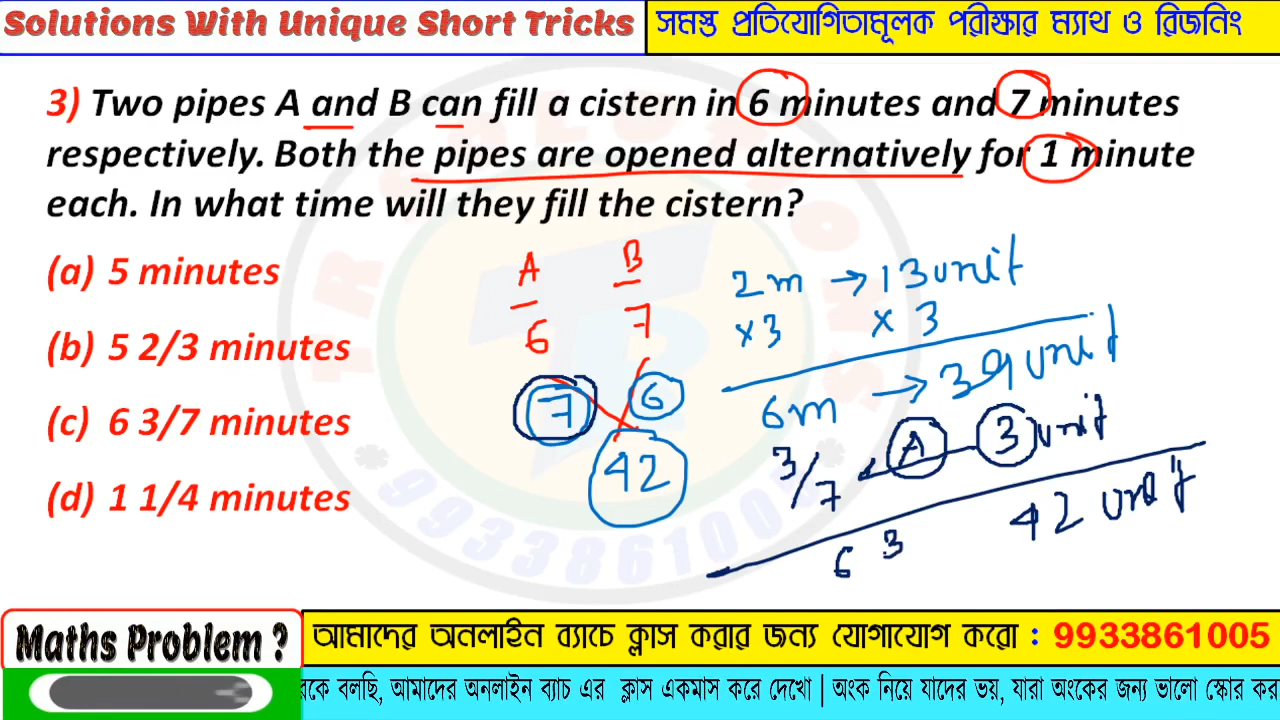 Solutions With Unique Short Tricks
সমস্ত প্রতিযোগিতামূলক পরীক্ষার ম্যাথ ও রিজনিং
3) Two pipes A and B can fill a cistern in 6 minutes and 7 minutes
respectively. Both the pipes are opened alternatively for 1 minute
each. In what time will they fill the cistern?
(a) 5 minutes
(b) 5 2/3 minutes
(c) 6 3/7 minutes
(d) 1 1/4 minutes
A B
6 7
7 6
42
2m → 13 unit
×3 ×3
6m → 39 unit
3/7 A 3 unit
42 unit
6 3
9933861005
Maths Problem ?
আমাদের অনলাইন ব্যাচে ক্লাস করার জন্য যোগাযোগ করো : 9933861005
রকে বলছি, আমাদের অনলাইন ব্যাচ এর ক্লাস একমাস করে দেখো | অংক নিয়ে যাদের ভয়, যারা অংকের জন্য ভালো স্কোর কর